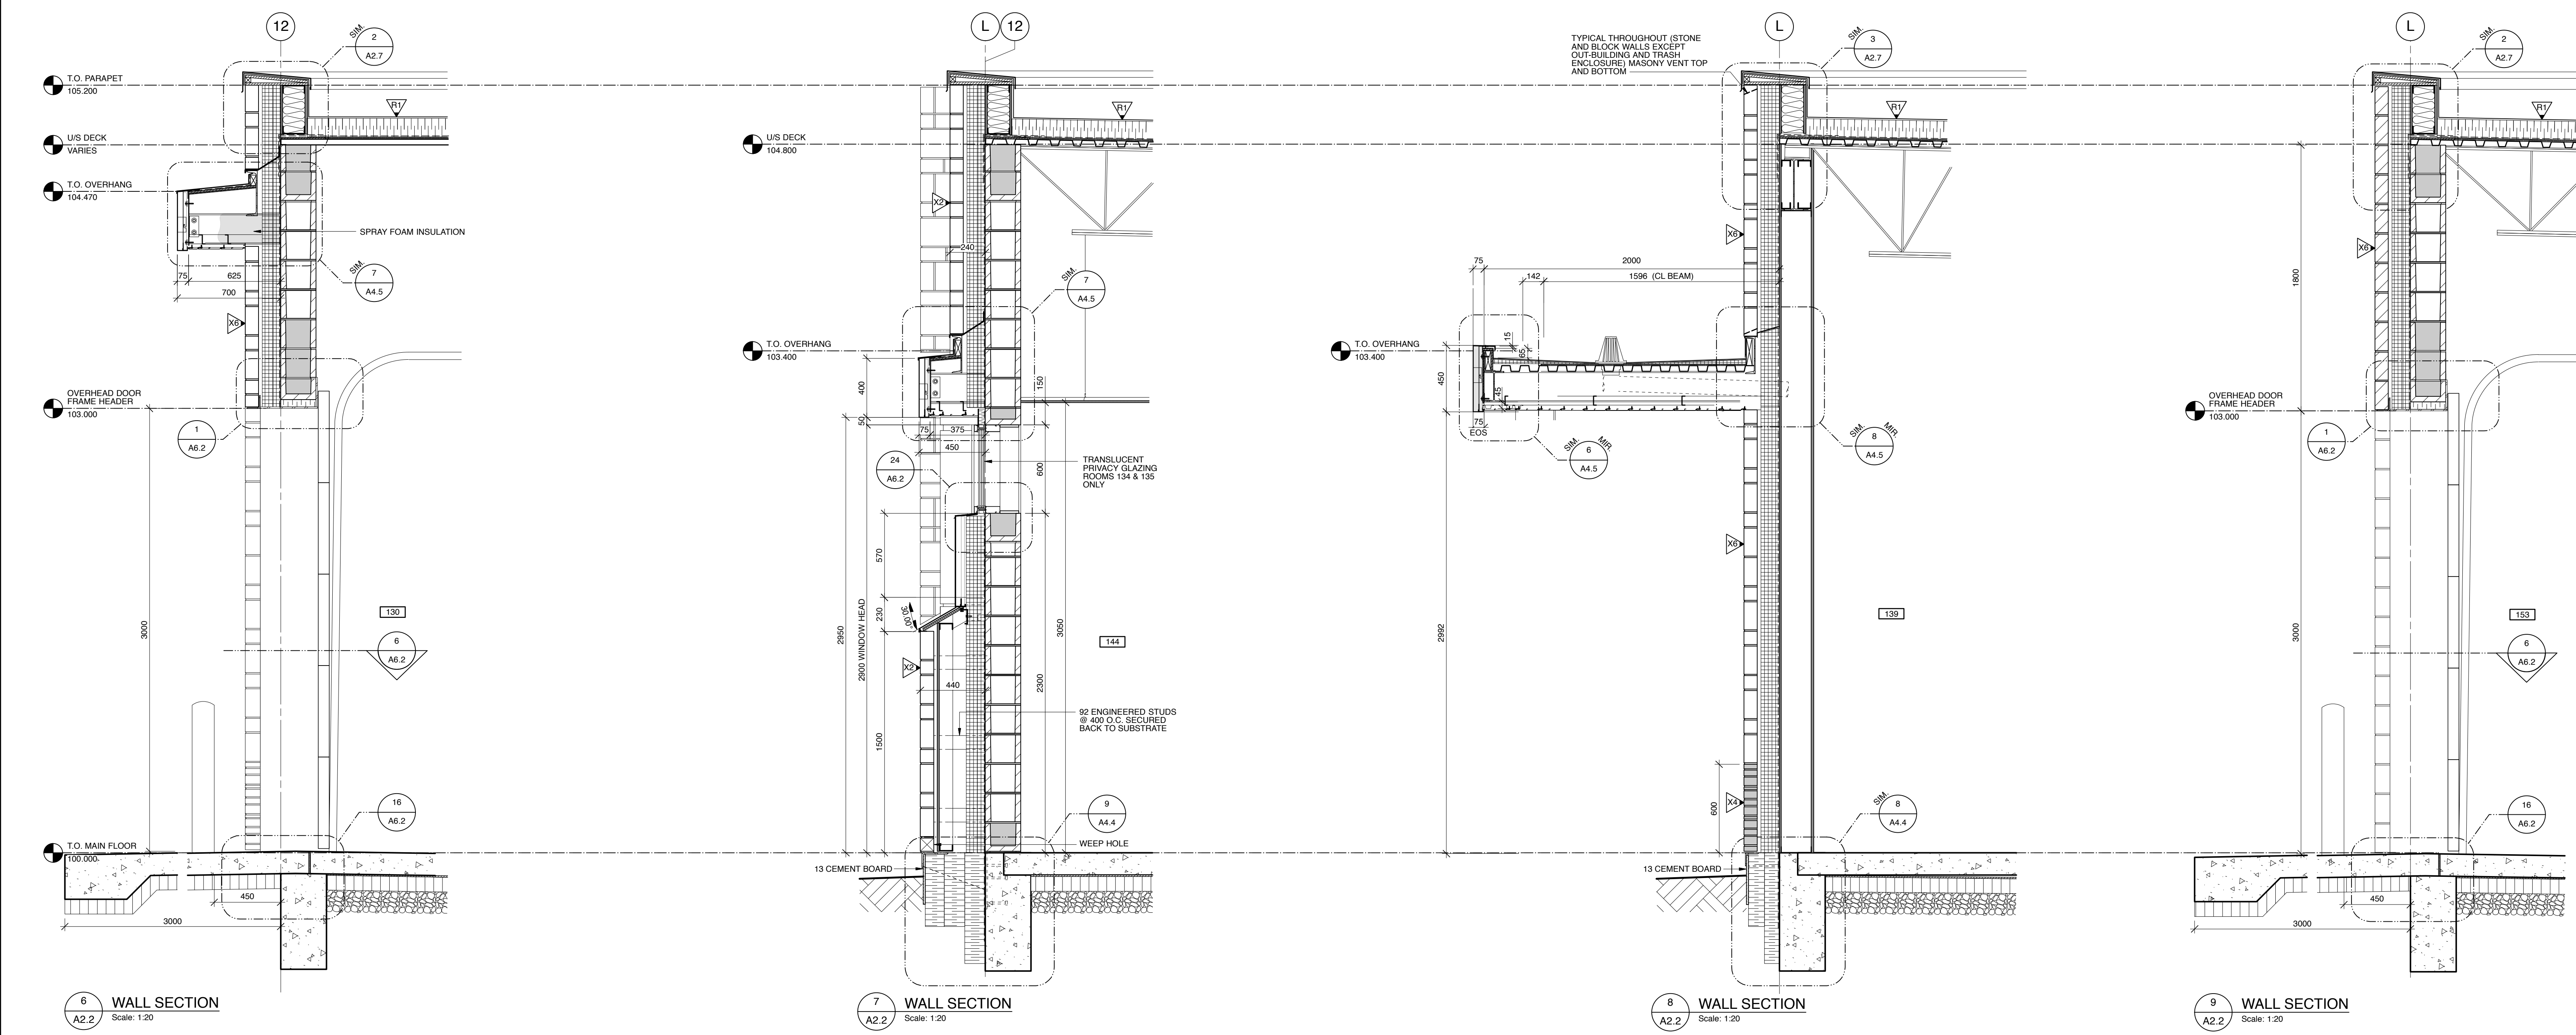 12
SIM.
2
A2.7
T.O. PARAPET
105.200
U/S DECK
VARIES
R1
T.O. OVERHANG
104.470
SPRAY FOAM INSULATION
SIM.
7
A4.5
75
625
700
X6
OVERHEAD DOOR
FRAME HEADER
103.000
1
A6.2
3000
130
6
A6.2
16
A6.2
T.O. MAIN FLOOR
100.000
450
3000
6
A2.2
WALL SECTION
Scale: 1:20
L
12
U/S DECK
104.800
R1
X2
240
SIM.
7
A4.5
T.O. OVERHANG
103.400
400
150
50
75
375
450
24
A6.2
TRANSLUCENT
PRIVACY GLAZING
ROOMS 134 & 135
ONLY
600
570
230
30.00°
2950
2900 WINDOW HEAD
3050
144
X2
440
2300
92 ENGINEERED STUDS
@ 400 O.C. SECURED
BACK TO SUBSTRATE
1500
9
A4.4
WEEP HOLE
13 CEMENT BOARD
7
A2.2
WALL SECTION
Scale: 1:20
L
TYPICAL THROUGHOUT (STONE
AND BLOCK WALLS EXCEPT
OUT-BUILDING AND TRASH
ENCLOSURE) MASONY VENT TOP
AND BOTTOM
SIM.
3
A2.7
R1
X6
75
2000
142
1596 (CL BEAM)
15
65
T.O. OVERHANG
103.400
450
45
75
EOS
SIM.
MIR.
6
A4.5
SIM.
MIR.
8
A4.5
X6
2992
139
600
X4
SIM.
8
A4.4
13 CEMENT BOARD
8
A2.2
WALL SECTION
Scale: 1:20
L
SIM.
2
A2.7
R1
X6
1800
OVERHEAD DOOR
FRAME HEADER
103.000
1
A6.2
3000
153
6
A6.2
16
A6.2
450
3000
9
A2.2
WALL SECTION
Scale: 1:20